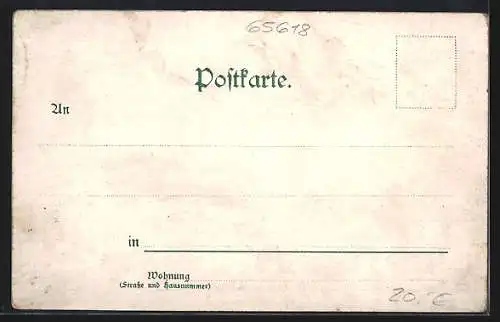 65618
Postkarte.
An
in
Wohnung
(Straße und Hausnummer)
20,-€